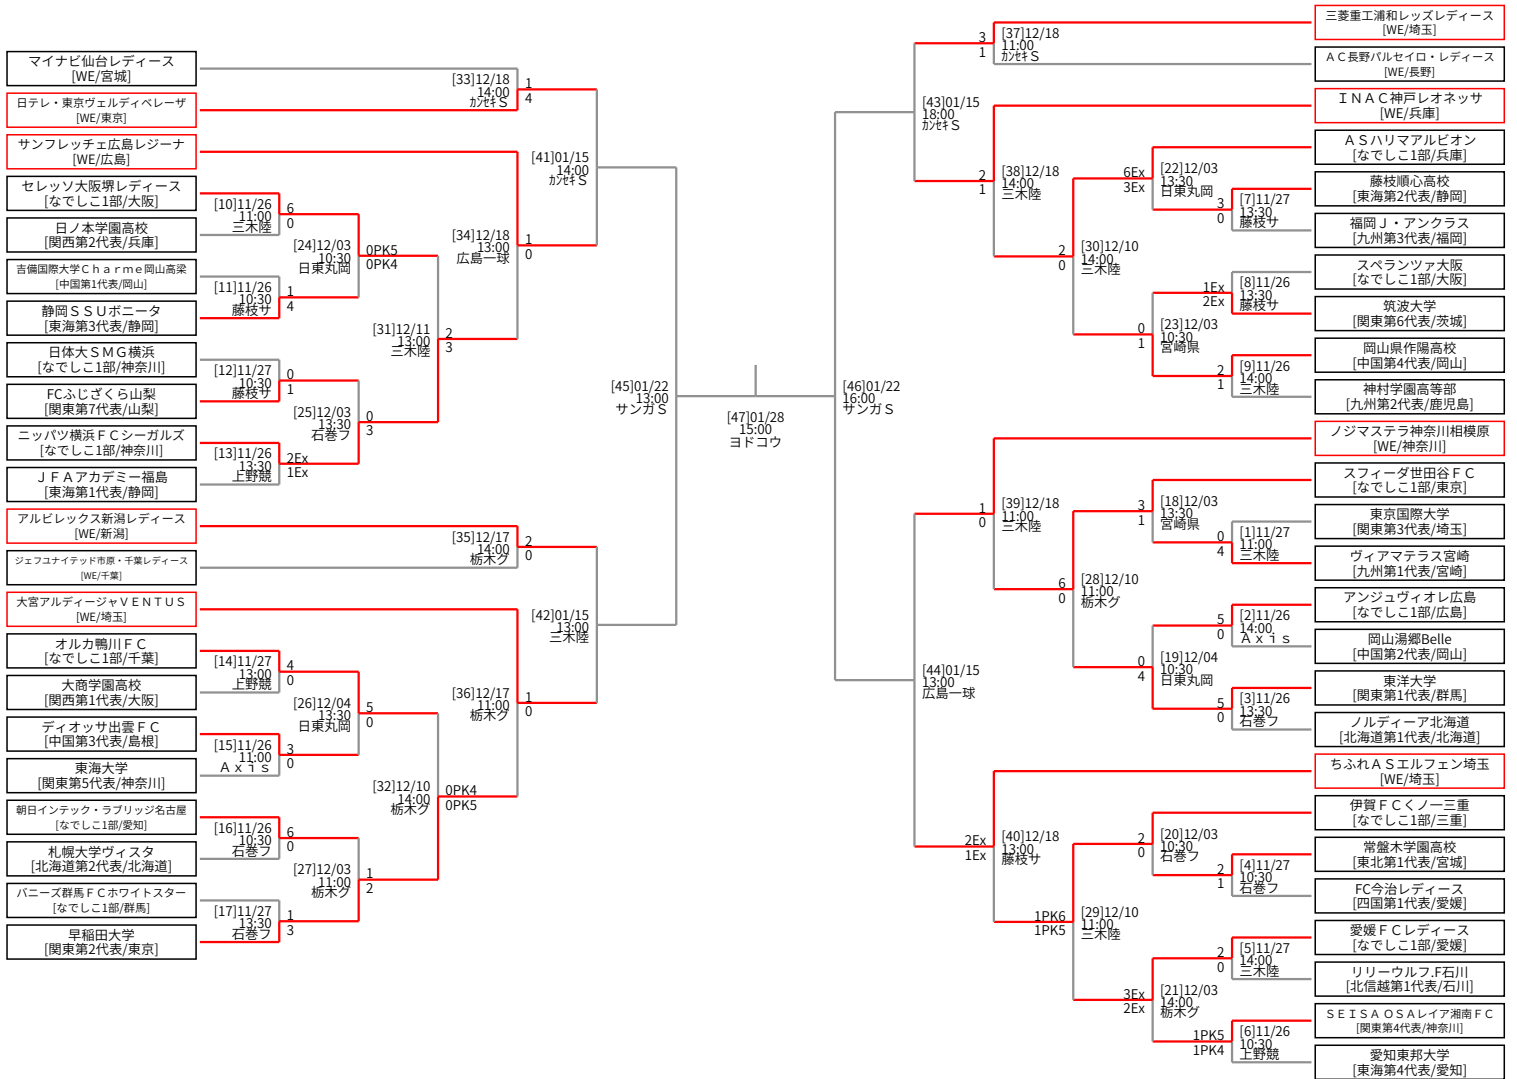 マイナビ仙台レディース
[WE/宮城]
日テレ・東京ヴェルディベレーザ
[WE/東京]
サンフレッチェ広島レジーナ
[WE/広島]
セレッソ大阪堺レディース
[なでしこ1部/大阪]
日ノ本学園高校
[関西第2代表/兵庫]
吉備国際大学Ｃｈａｒｍｅ岡山高梁
[中国第1代表/岡山]
静岡ＳＳＵボニータ
[東海第3代表/静岡]
日体大ＳＭＧ横浜
[なでしこ1部/神奈川]
FCふじざくら山梨
[関東第7代表/山梨]
ニッパツ横浜ＦＣシーガルズ
[なでしこ1部/神奈川]
ＪＦＡアカデミー福島
[東海第1代表/静岡]
アルビレックス新潟レディース
[WE/新潟]
ジェフユナイテッド市原・千葉レディース
[WE/千葉]
大宮アルディージャＶＥＮＴＵＳ
[WE/埼玉]
オルカ鴨川ＦＣ
[なでしこ1部/千葉]
大商学園高校
[関西第1代表/大阪]
ディオッサ出雲ＦＣ
[中国第3代表/島根]
東海大学
[関東第5代表/神奈川]
朝日インテック・ラブリッジ名古屋
[なでしこ1部/愛知]
札幌大学ヴィスタ
[北海道第2代表/北海道]
バニーズ群馬ＦＣホワイトスター
[なでしこ1部/群馬]
早稲田大学
[関東第2代表/東京]
[10]11/26
11:00
三木陸
6
0
[11]11/26
10:30
藤枝サ
1
4
[12]11/27
10:30
藤枝サ
0
1
[13]11/26
13:30
上野競
2Ex
1Ex
[14]11/27
13:00
上野競
4
0
[15]11/26
11:00
Ａｘｉｓ
3
0
[16]11/26
10:30
石巻フ
6
0
[17]11/27
13:30
石巻フ
1
3
[24]12/03
10:30
日東丸岡
0PK5
0PK4
[25]12/03
13:30
石巻フ
0
3
[26]12/04
13:30
日東丸岡
5
0
[27]12/03
11:00
栃木グ
1
2
[31]12/11
13:00
三木陸
2
3
[32]12/10
14:00
栃木グ
0PK4
0PK5
[33]12/18
14:00
ｶﾝｾｷＳ
1
4
[34]12/18
13:00
広島一球
1
0
[35]12/17
14:00
栃木グ
2
0
[36]12/17
11:00
栃木グ
1
0
[41]01/15
14:00
ｶﾝｾｷＳ
[42]01/15
13:00
三木陸
[45]01/22
13:00
サンガＳ
[47]01/28
15:00
ヨドコウ
[46]01/22
16:00
サンガＳ
[43]01/15
18:00
ｶﾝｾｷＳ
[44]01/15
13:00
広島一球
3
1
[37]12/18
11:00
ｶﾝｾｷＳ
2
1
[38]12/18
14:00
三木陸
1
0
[39]12/18
11:00
三木陸
2Ex
1Ex
[40]12/18
13:00
藤枝サ
2
0
[30]12/10
14:00
三木陸
6
0
[28]12/10
11:00
栃木グ
1PK6
1PK5
[29]12/10
11:00
三木陸
6Ex
3Ex
[22]12/03
13:30
日東丸岡
0
1
[23]12/03
10:30
宮崎県
3
1
[18]12/03
13:30
宮崎県
0
4
[19]12/04
10:30
日東丸岡
2
0
[20]12/03
10:30
石巻フ
3Ex
2Ex
[21]12/03
14:00
栃木グ
3
0
[7]11/27
13:30
藤枝サ
1Ex
2Ex
[8]11/26
13:30
藤枝サ
2
1
[9]11/26
14:00
三木陸
0
4
[1]11/27
11:00
三木陸
5
0
[2]11/26
14:00
Ａｘｉｓ
5
0
[3]11/26
13:30
石巻フ
2
1
[4]11/27
10:30
石巻フ
2
0
[5]11/27
14:00
三木陸
1PK5
1PK4
[6]11/26
10:30
上野競
三菱重工浦和レッズレディース
[WE/埼玉]
ＡＣ長野パルセイロ・レディース
[WE/長野]
ＩＮＡＣ神戸レオネッサ
[WE/兵庫]
ＡＳハリマアルビオン
[なでしこ1部/兵庫]
藤枝順心高校
[東海第2代表/静岡]
福岡Ｊ・アンクラス
[九州第3代表/福岡]
スペランツァ大阪
[なでしこ1部/大阪]
筑波大学
[関東第6代表/茨城]
岡山県作陽高校
[中国第4代表/岡山]
神村学園高等部
[九州第2代表/鹿児島]
ノジマステラ神奈川相模原
[WE/神奈川]
スフィーダ世田谷ＦＣ
[なでしこ1部/東京]
東京国際大学
[関東第3代表/埼玉]
ヴィアマテラス宮崎
[九州第1代表/宮崎]
アンジュヴィオレ広島
[なでしこ1部/広島]
岡山湯郷Belle
[中国第2代表/岡山]
東洋大学
[関東第1代表/群馬]
ノルディーア北海道
[北海道第1代表/北海道]
ちふれＡＳエルフェン埼玉
[WE/埼玉]
伊賀ＦＣくノ一三重
[なでしこ1部/三重]
常盤木学園高校
[東北第1代表/宮城]
FC今治レディース
[四国第1代表/愛媛]
愛媛ＦＣレディース
[なでしこ1部/愛媛]
リリーウルフ.F石川
[北信越第1代表/石川]
ＳＥＩＳＡ ＯＳＡレイア湘南ＦＣ
[関東第4代表/神奈川]
愛知東邦大学
[東海第4代表/愛知]